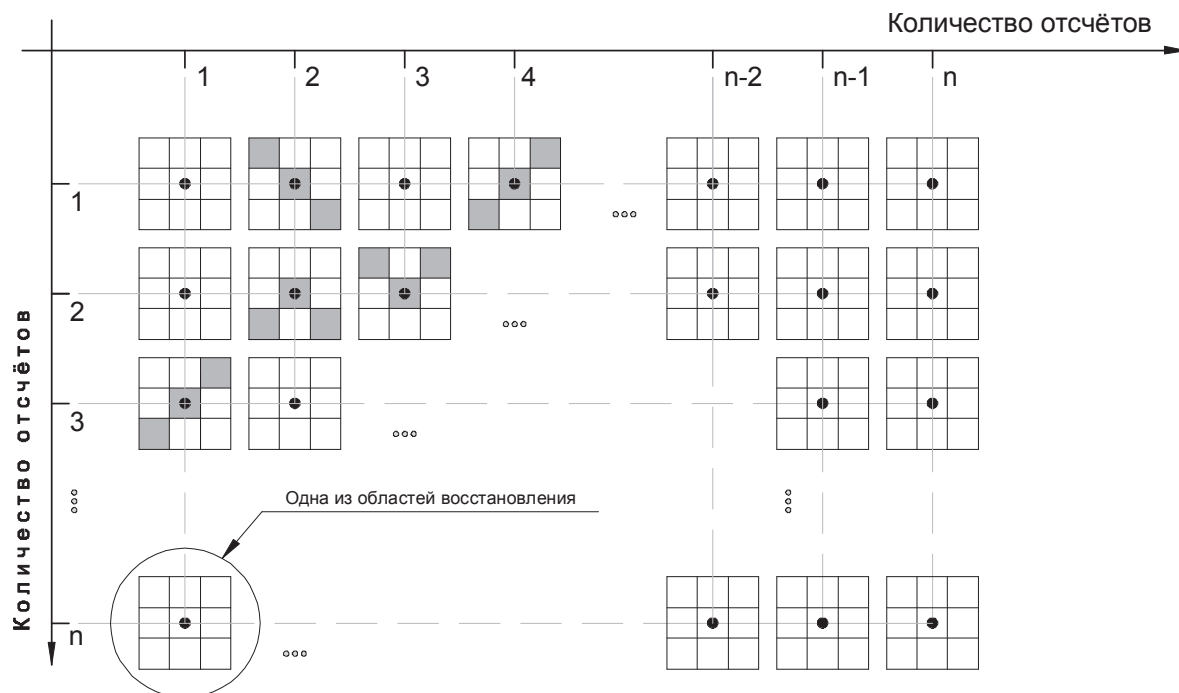 Количество отсчётов
1 2 3 4 n-2 n-1 n
1
2
3
n
Количество отсчётов
Одна из областей восстановления